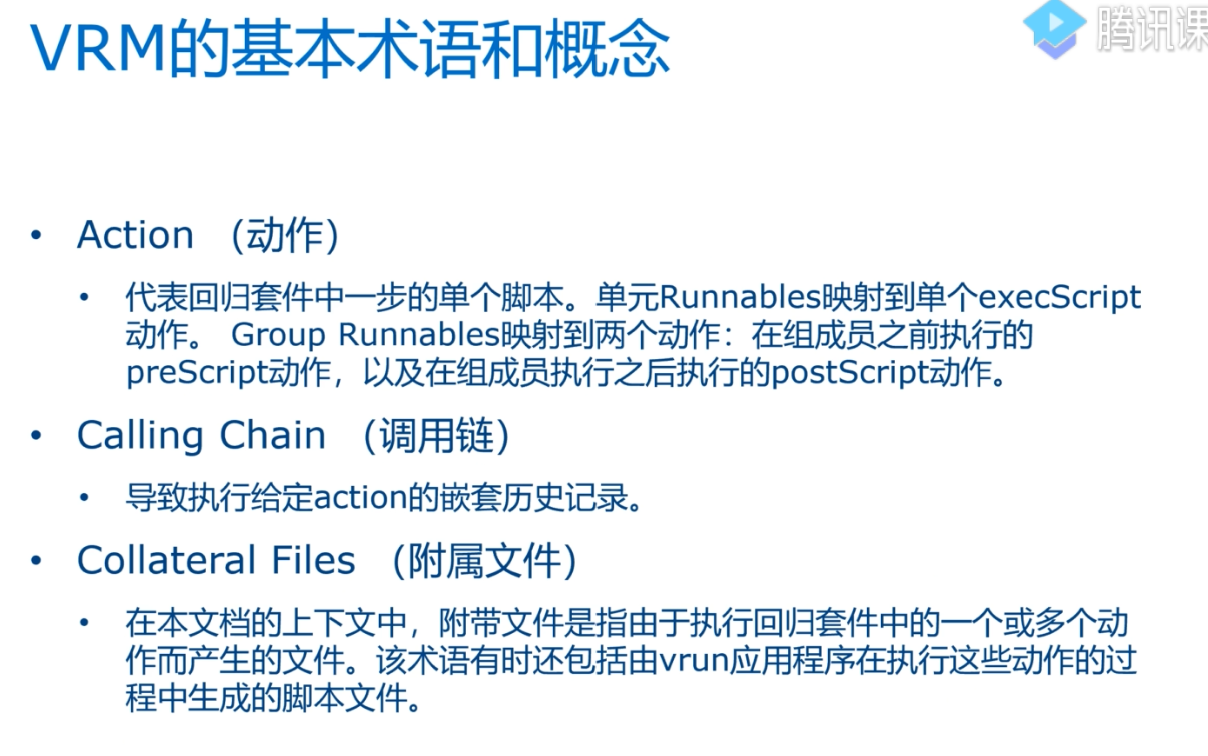 VRM的基本术语和概念
腾讯课
• Action （动作）
• 代表回归套件中一步的单个脚本。单元Runnables映射到单个execScript
动作。 Group Runnables映射到两个动作：在组成员之前执行的
preScript动作，以及在组成员执行之后执行的postScript动作。
• Calling Chain （调用链）
• 导致执行给定action的嵌套历史记录。
• Collateral Files （附属文件）
• 在本文档的上下文中，附带文件是指由于执行回归套件中的一个或多个动
作而产生的文件。该术语有时还包括由vrun应用程序在执行这些动作的过
程中生成的脚本文件。